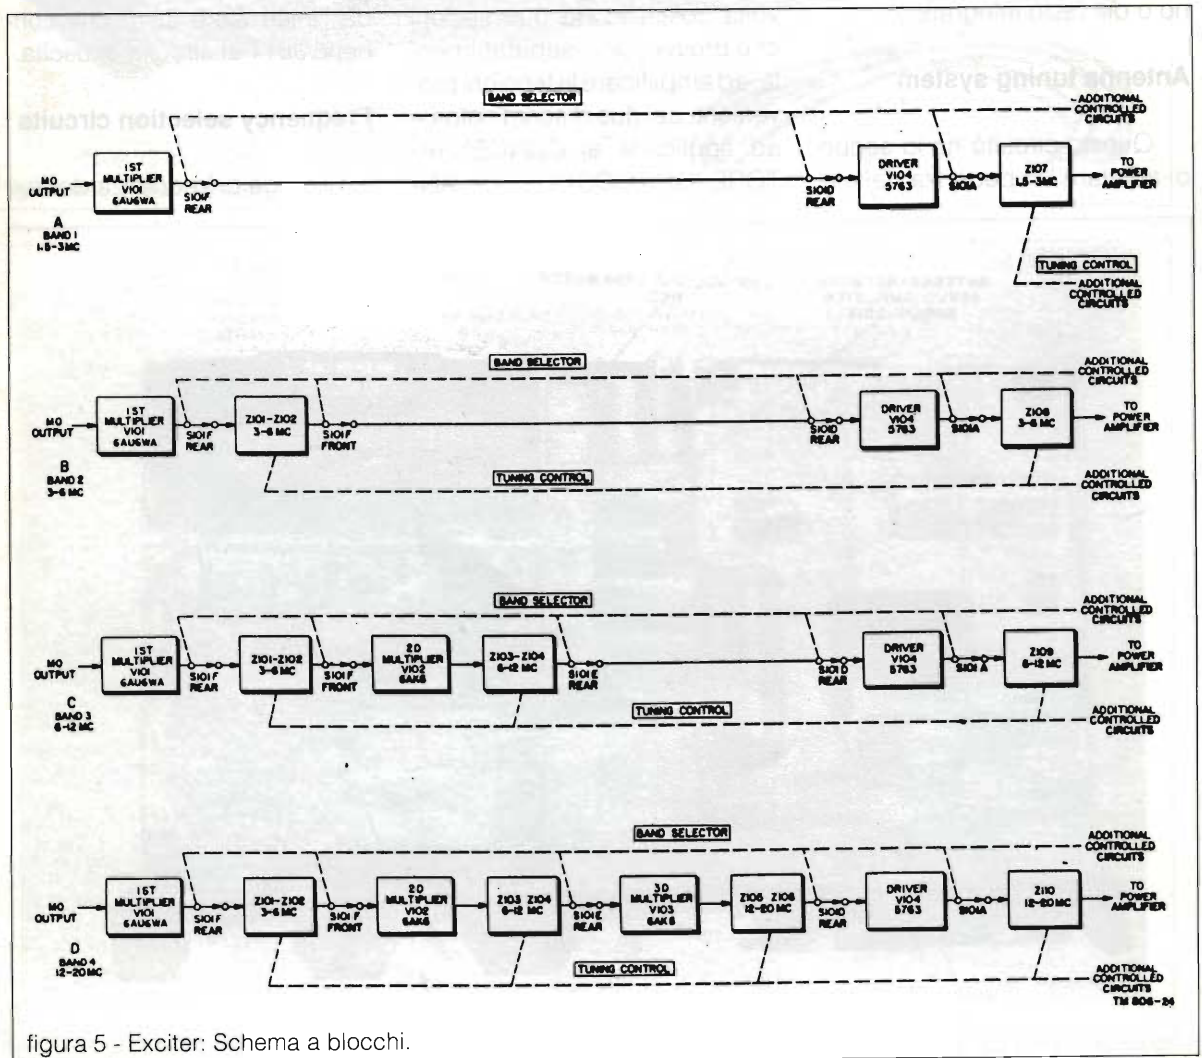 Antenna tuning system
Frequency selection circuits
BAND SELECTOR
ADDITIONAL
CONTROLLED
CIRCUITS
MO
OUTPUT
1ST
MULTIPLIER
V101
6AU6WA
S101F
REAR
S101D
REAR
DRIVER
V104
5763
S101A
Z107
1.5-3MC
TO
POWER
AMPLIFIER
A
BAND 1
1.5-3MC
TUNING CONTROL
ADDITIONAL
CONTROLLED
CIRCUITS
BAND SELECTOR
ADDITIONAL
CONTROLLED
CIRCUITS
MO
OUTPUT
1ST
MULTIPLIER
V101
6AU6WA
S101F
REAR
Z101-Z102
3-6 MC
S101F
FRONT
S101D
REAR
DRIVER
V104
5763
S101A
Z108
3-6 MC
TO
POWER
AMPLIFIER
B
BAND 2
3-6 MC
TUNING CONTROL
ADDITIONAL
CONTROLLED
CIRCUITS
BAND SELECTOR
ADDITIONAL
CONTROLLED
CIRCUITS
MO
OUTPUT
1ST
MULTIPLIER
V101
6AU6WA
S101F
REAR
Z101-Z102
3-6 MC
S101F
FRONT
2D
MULTIPLIER
V102
6AK6
Z103-Z104
6-12 MC
S101E
REAR
S101D
REAR
DRIVER
V104
5763
S101A
Z109
6-12 MC
TO
POWER
AMPLIFIER
C
BAND 3
6-12 MC
TUNING CONTROL
ADDITIONAL
CONTROLLED
CIRCUITS
BAND SELECTOR
ADDITIONAL
CONTROLLED
CIRCUITS
MO
OUTPUT
1ST
MULTIPLIER
V101
6AU6WA
S101F
REAR
Z101-Z102
3-6 MC
S101F
FRONT
2D
MULTIPLIER
V102
6AK6
Z103 Z104
6-12 MC
S101E
REAR
3D
MULTIPLIER
V103
6AK6
Z105 Z106
12-20 MC
S101D
REAR
DRIVER
V104
5763
S101A
Z110
12-20 MC
TO
POWER
AMPLIFIER
D
BAND 4
12-20 MC
TUNING CONTROL
ADDITIONAL
CONTROLLED
CIRCUITS
TM 806-24
figura 5 - Exciter: Schema a blocchi.